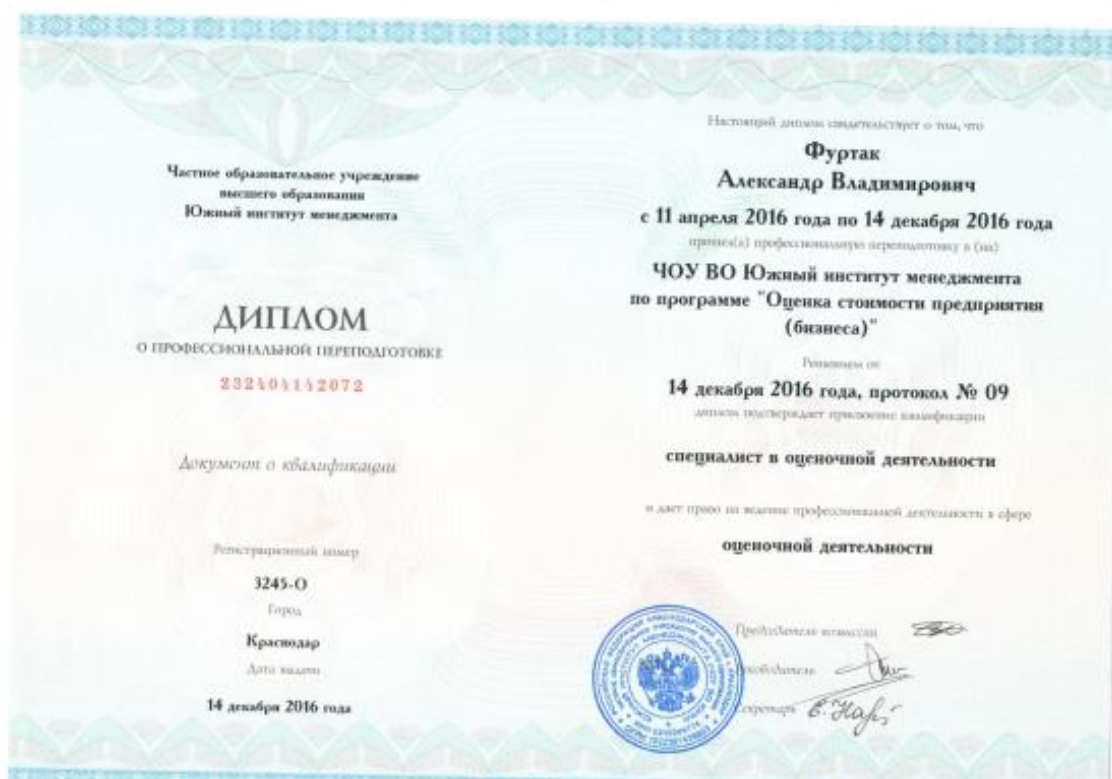 Частное образовательное учреждение
высшего образования
Южный институт менеджмента
ДИПЛОМ
О ПРОФЕССИОНАЛЬНОЙ ПЕРЕПОДГОТОВКЕ
232404142072
Документ о квалификации
Регистрационный номер
3245-О
Город
Краснодар
Дата выдачи
14 декабря 2016 года
Настоящий диплом свидетельствует о том, что
Фуртак
Александр Владимирович
с 11 апреля 2016 года по 14 декабря 2016 года
прошел(а) профессиональную переподготовку в (на)
ЧОУ ВО Южный институт менеджмента
по программе "Оценка стоимости предприятия
(бизнеса)"
Решением от
14 декабря 2016 года, протокол № 09
диплом подтверждает присвоение квалификации
специалист в оценочной деятельности
и дает право на ведение профессиональной деятельности в сфере
оценочной деятельности
Председатель комиссии
Руководитель
Секретарь